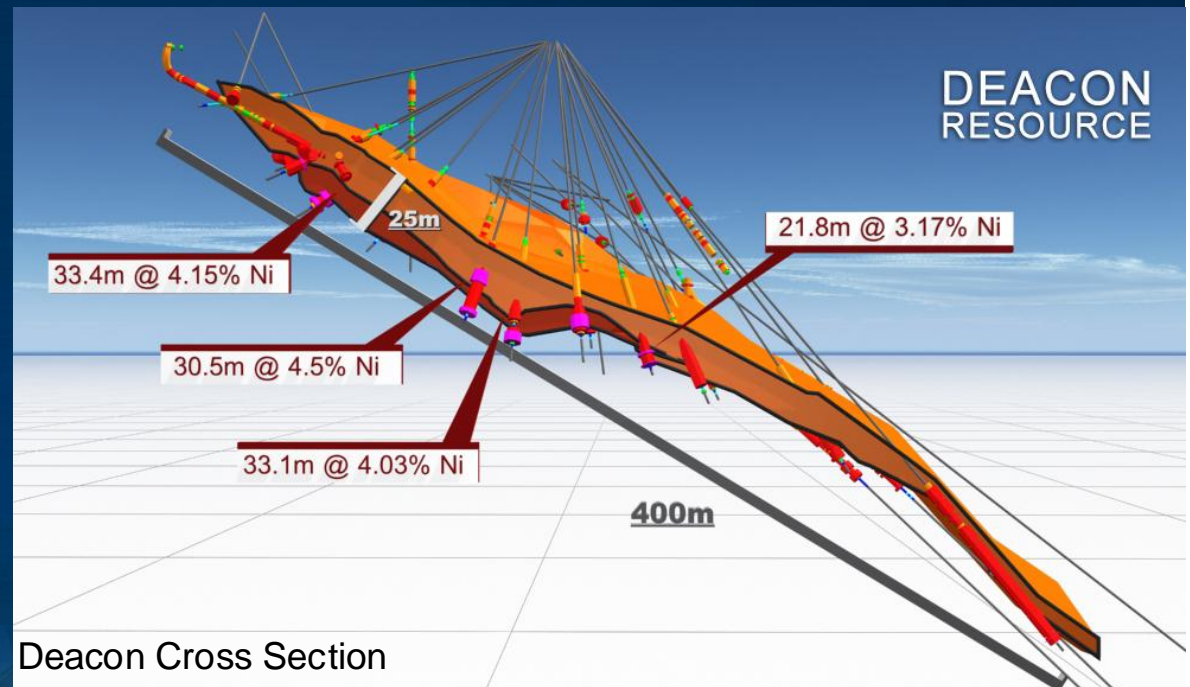 DEACON
RESOURCE
25m
21.8m @ 3.17% Ni
33.4m @ 4.15% Ni
30.5m @ 4.5% Ni
33.1m @ 4.03% Ni
400m
Deacon Cross Section